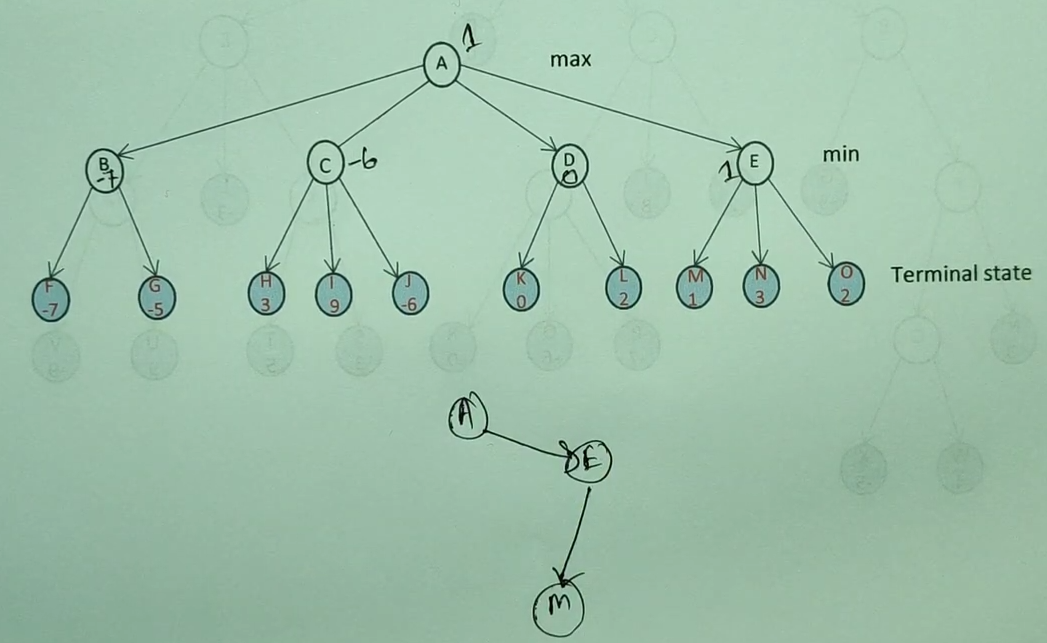 1
A max
B C -6 D E min
-7 0 1
F G H I J K L M N O Terminal state
-7 -5 3 9 -6 0 2 1 3 2
A
E
M